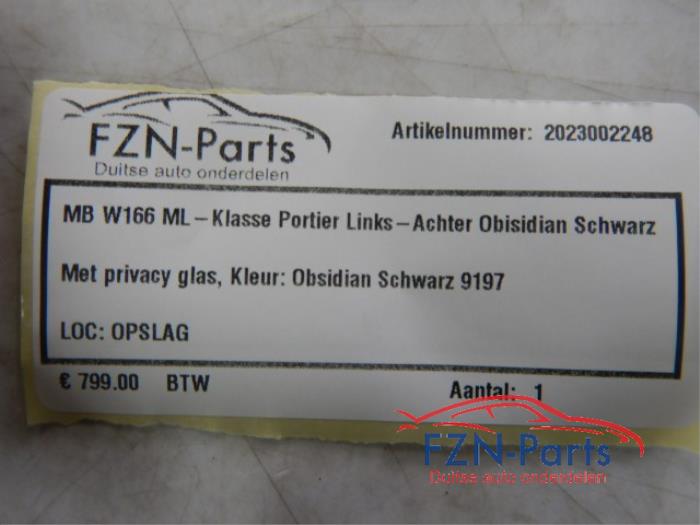 FZN-Parts
Duitse auto onderdelen
Artikelnummer: 2023002248
MB W166 ML-Klasse Portier Links-Achter Obisidian Schwarz
Met privacy glas, Kleur: Obsidian Schwarz 9197
LOC: OPSLAG
€ 799.00 BTW
Aantal: 1
FZN-Parts
Duitse auto onderdelen